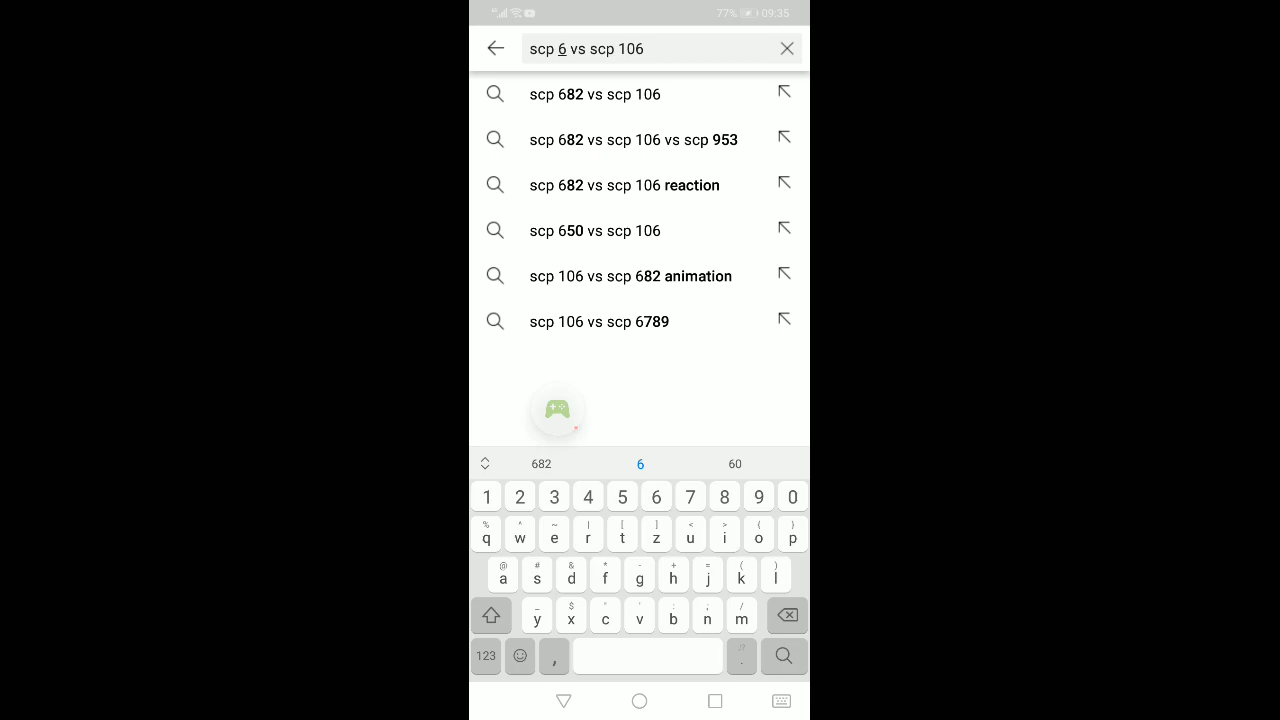 77% 09:35
scp 6 vs scp 106
scp 682 vs scp 106
scp 682 vs scp 106 vs scp 953
scp 682 vs scp 106 reaction
scp 650 vs scp 106
scp 106 vs scp 682 animation
scp 106 vs scp 6789
682 6 60
1 2 3 4 5 6 7 8 9 0
% ^ ~ | [ ] < > { }
q w e r t z u i o p
@ # & * - + = ( )
a s d f g h j k l
_ $ " ' : ; /
y x c v b n m
!?
123 , .